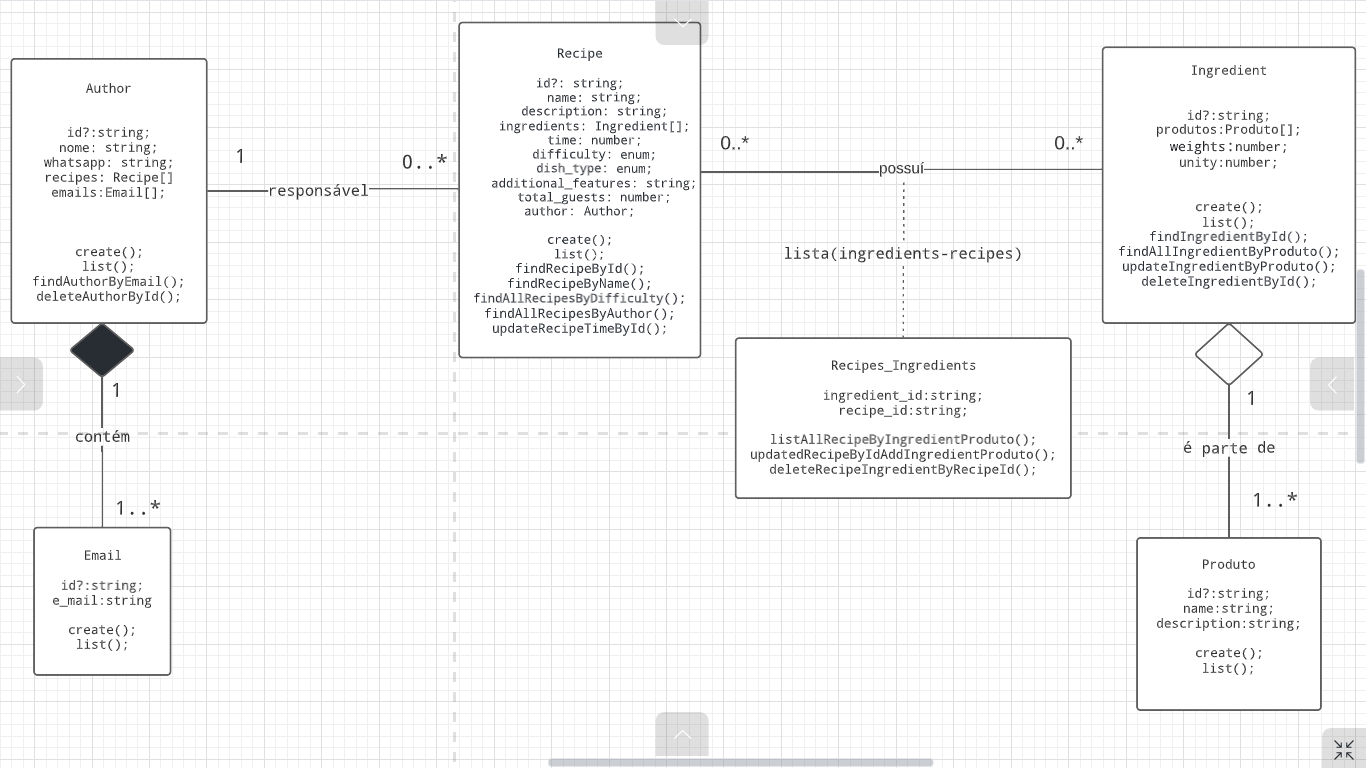 Author
id?:string;
nome: string;
whatsapp: string;
recipes: Recipe[]
emails:Email[];
create();
list();
findAuthorByEmail();
deleteAuthorById();
1
responsável
0..*
Recipe
id?: string;
name: string;
description: string;
ingredients: Ingredient[];
time: number;
difficulty: enum;
dish_type: enum;
additional_features: string;
total_guests: number;
author: Author;
create();
list();
findRecipeById();
findRecipeByName();
findAllRecipesByDifficulty();
findAllRecipesByAuthor();
updateRecipeTimeById();
0..*
possuí
0..*
lista(ingredients-recipes)
Ingredient
id?:string;
produtos:Produto[];
weights:number;
unity:number;
create();
list();
findIngredientById();
findAllIngredientByProduto();
updateIngredientByProduto();
deleteIngredientById();
Recipes_Ingredients
ingredient_id:string;
recipe_id:string;
listAllRecipeByIngredientProduto();
updatedRecipeByIdAddIngredientProduto();
deleteRecipeIngredientByRecipeId();
1
contém
1..*
Email
id?:string;
e_mail:string
create();
list();
1
é parte de
1..*
Produto
id?:string;
name:string;
description:string;
create();
list();